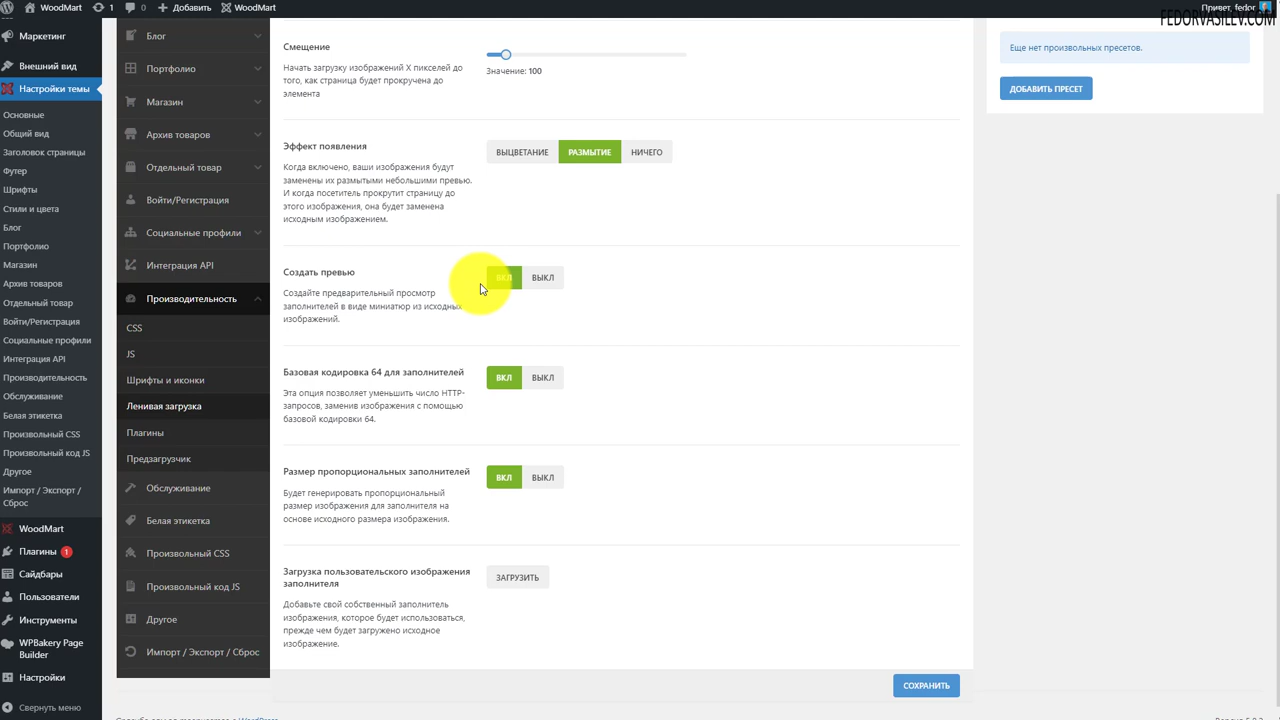 WoodMart
1
0
Добавить
WoodMart
Привет, fedor
FEDORVASILEV.COM
Маркетинг
Внешний вид
Настройки темы
Основные
Общий вид
Заголовок страницы
Футер
Шрифты
Стили и цвета
Блог
Портфолио
Магазин
Архив товаров
Отдельный товар
Войти/Регистрация
Социальные профили
Интеграция API
Производительность
Обслуживание
Белая этикетка
Произвольный CSS
Произвольный код JS
Другое
Импорт / Экспорт /
Сброс
WoodMart
Плагины 1
Сайдбары
Пользователи
Инструменты
WPBakery Page
Builder
Настройки
Свернуть меню
Блог
Портфолио
Магазин
Архив товаров
Отдельный товар
Войти/Регистрация
Социальные профили
Интеграция API
Производительность
CSS
JS
Шрифты и иконки
Ленивая загрузка
Плагины
Предзагрузчик
Обслуживание
Белая этикетка
Произвольный CSS
Произвольный код JS
Другое
Импорт / Экспорт / Сброс
Смещение
Начать загрузку изображений X пикселей до
того, как страница будет прокручена до
элемента
Значение: 100
Эффект появления
Когда включено, ваши изображения будут
заменены их размытыми небольшими превью.
И когда посетитель прокрутит страницу до
этого изображения, она будет заменена
исходным изображением.
ВЫЦВЕТАНИЕ
РАЗМЫТИЕ
НИЧЕГО
Создать превью
Создайте предварительный просмотр
заполнителей в виде миниатюр из исходных
изображений.
ВКЛ
ВЫКЛ
Базовая кодировка 64 для заполнителей
Эта опция позволяет уменьшить число HTTP-
запросов, заменив изображения с помощью
базовой кодировки 64.
ВКЛ
ВЫКЛ
Размер пропорциональных заполнителей
Будет генерировать пропорциональный
размер изображения для заполнителя на
основе исходного размера изображения.
ВКЛ
ВЫКЛ
Загрузка пользовательского изображения
заполнителя
Добавьте свой собственный заполнитель
изображения, которое будет использоваться,
прежде чем будет загружено исходное
изображение.
ЗАГРУЗИТЬ
СОХРАНИТЬ
Еще нет произвольных пресетов.
ДОБАВИТЬ ПРЕСЕТ